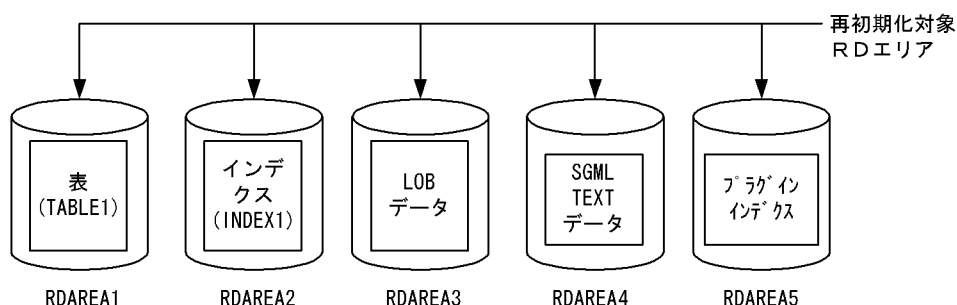 再初期化対象
RDエリア
表
(TABLE1)
インデ
クス
(INDEX1)
LOB
データ
SGML
TEXT
データ
プラグイン
インデクス
RDAREA1 RDAREA2 RDAREA3 RDAREA4 RDAREA5